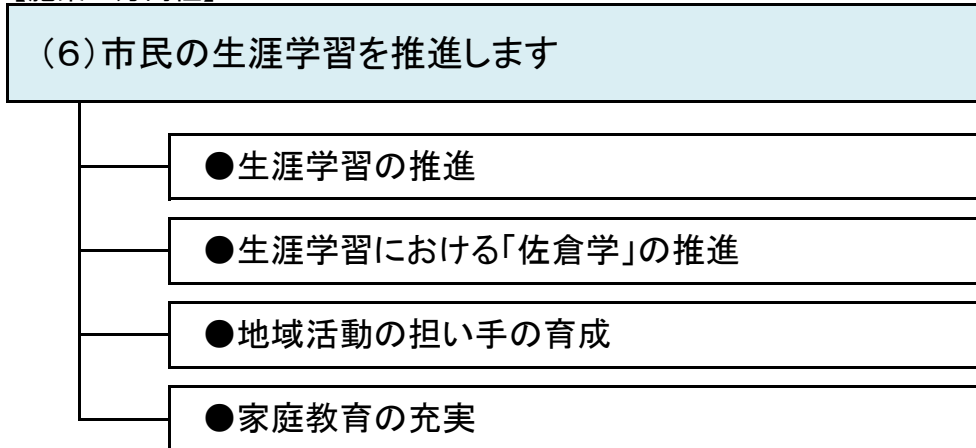 （６）市民の生涯学習を推進します
●生涯学習の推進
●生涯学習における「佐倉学」の推進
●地域活動の担い手の育成
●家庭教育の充実